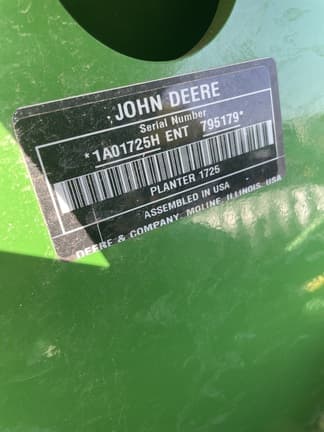 JOHN DEERE
Serial Number
*1A01725H ENT 795179*
PLANTER 1725
ASSEMBLED IN USA
DEERE & COMPANY, MOLINE, ILLINOIS, USA